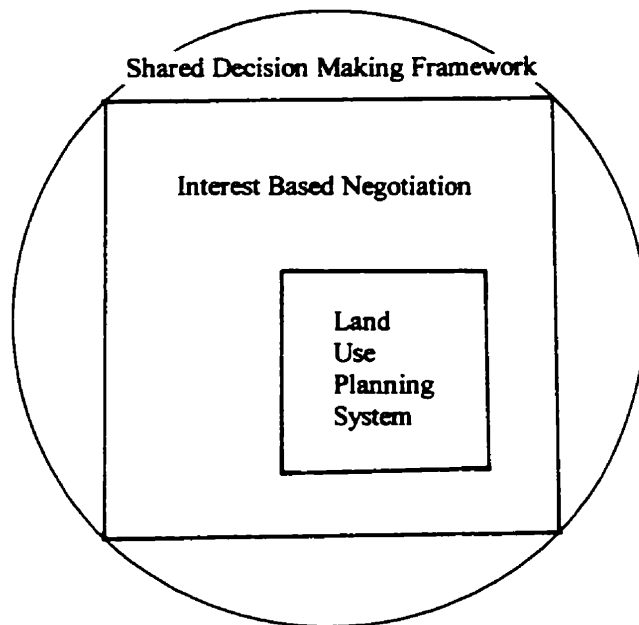 Shared Decision Making Framework
Interest Based Negotiation
Land
Use
Planning
System